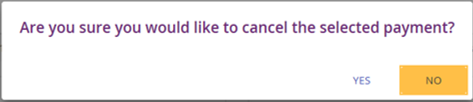 Are you sure you would like to cancel the selected payment?
YES NO